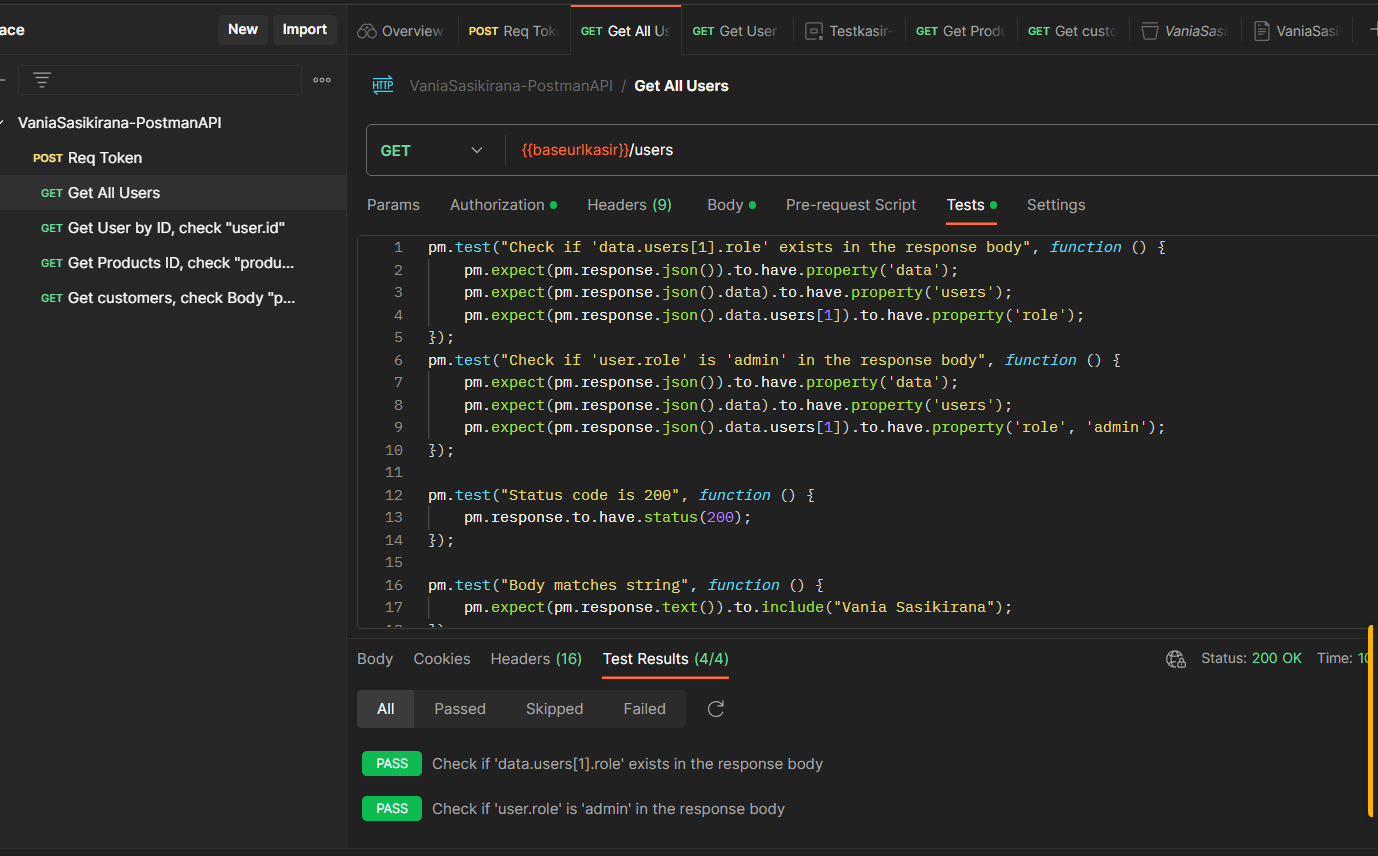 ace
New
Import
Overview
POST Req Tok
GET Get All Us
GET Get User
Testkasir-
GET Get Produ
GET Get custo
VaniaSasi
VaniaSasi
HTTP VaniaSasikirana-PostmanAPI / Get All Users
VaniaSasikirana-PostmanAPI
POST Req Token
GET Get All Users
GET Get User by ID, check "user.id"
GET Get Products ID, check "produ...
GET Get customers, check Body "p...
GET {{baseurlkasir}}/users
Params Authorization Headers (9) Body Pre-request Script Tests Settings
1 pm.test("Check if 'data.users[1].role' exists in the response body", function () {
2 pm.expect(pm.response.json()).to.have.property('data');
3 pm.expect(pm.response.json().data).to.have.property('users');
4 pm.expect(pm.response.json().data.users[1]).to.have.property('role');
5 });
6 pm.test("Check if 'user.role' is 'admin' in the response body", function () {
7 pm.expect(pm.response.json()).to.have.property('data');
8 pm.expect(pm.response.json().data).to.have.property('users');
9 pm.expect(pm.response.json().data.users[1]).to.have.property('role', 'admin');
10 });
11
12 pm.test("Status code is 200", function () {
13 pm.response.to.have.status(200);
14 });
15
16 pm.test("Body matches string", function () {
17 pm.expect(pm.response.text()).to.include("Vania Sasikirana");
Body Cookies Headers (16) Test Results (4/4) Status: 200 OK Time: 10
All Passed Skipped Failed
PASS Check if 'data.users[1].role' exists in the response body
PASS Check if 'user.role' is 'admin' in the response body